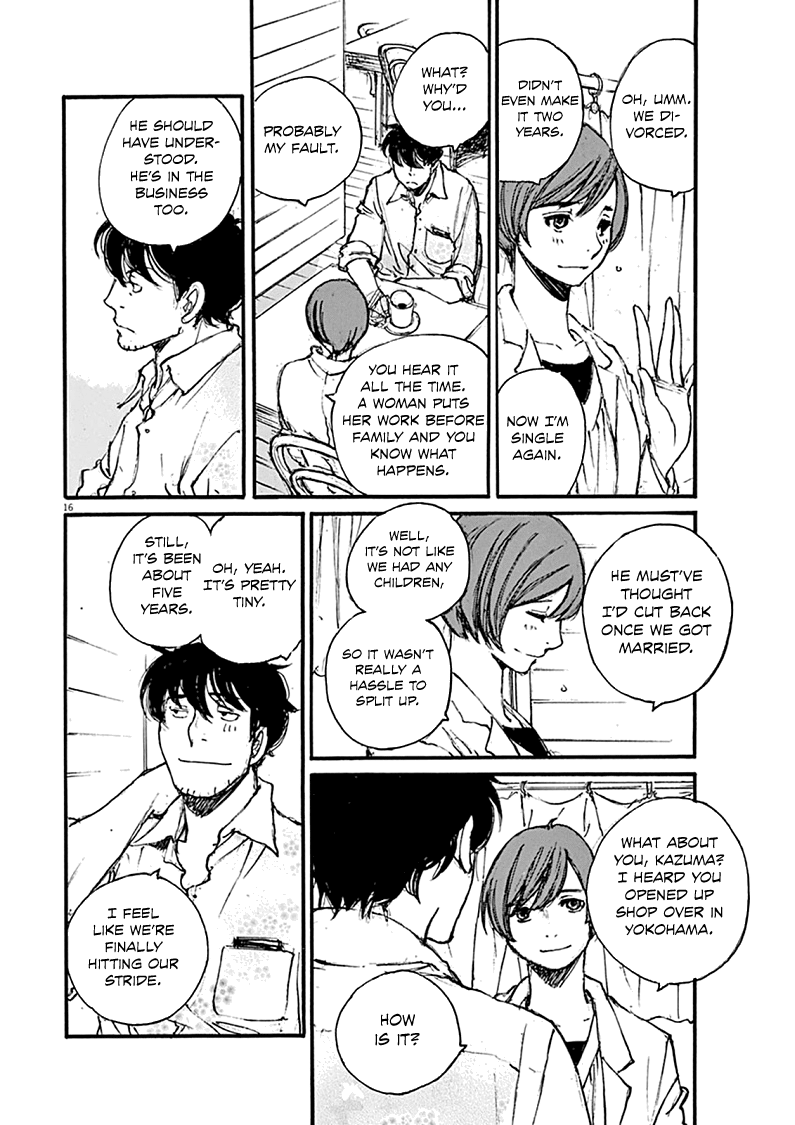 OH, UMM.
WE DI-
VORCED.
DIDN'T
EVEN MAKE
IT TWO
YEARS.
NOW I'M
SINGLE
AGAIN.
WHAT?
WHY'D
YOU...
PROBABLY
MY FAULT.
YOU HEAR IT
ALL THE TIME.
A WOMAN PUTS
HER WORK BEFORE
FAMILY AND YOU
KNOW WHAT
HAPPENS.
HE SHOULD
HAVE UNDER-
STOOD.
HE'S IN THE
BUSINESS
TOO.
16
HE MUST'VE
THOUGHT
I'D CUT BACK
ONCE WE GOT
MARRIED.
WELL,
IT'S NOT LIKE
WE HAD ANY
CHILDREN,
SO IT WASN'T
REALLY A
HASSLE TO
SPLIT UP.
WHAT ABOUT
YOU, KAZUMA?
I HEARD YOU
OPENED UP
SHOP OVER IN
YOKOHAMA.
HOW
IS IT?
OH, YEAH.
IT'S PRETTY
TINY.
STILL,
IT'S BEEN
ABOUT
FIVE
YEARS.
I FEEL
LIKE WE'RE
FINALLY
HITTING OUR
STRIDE.